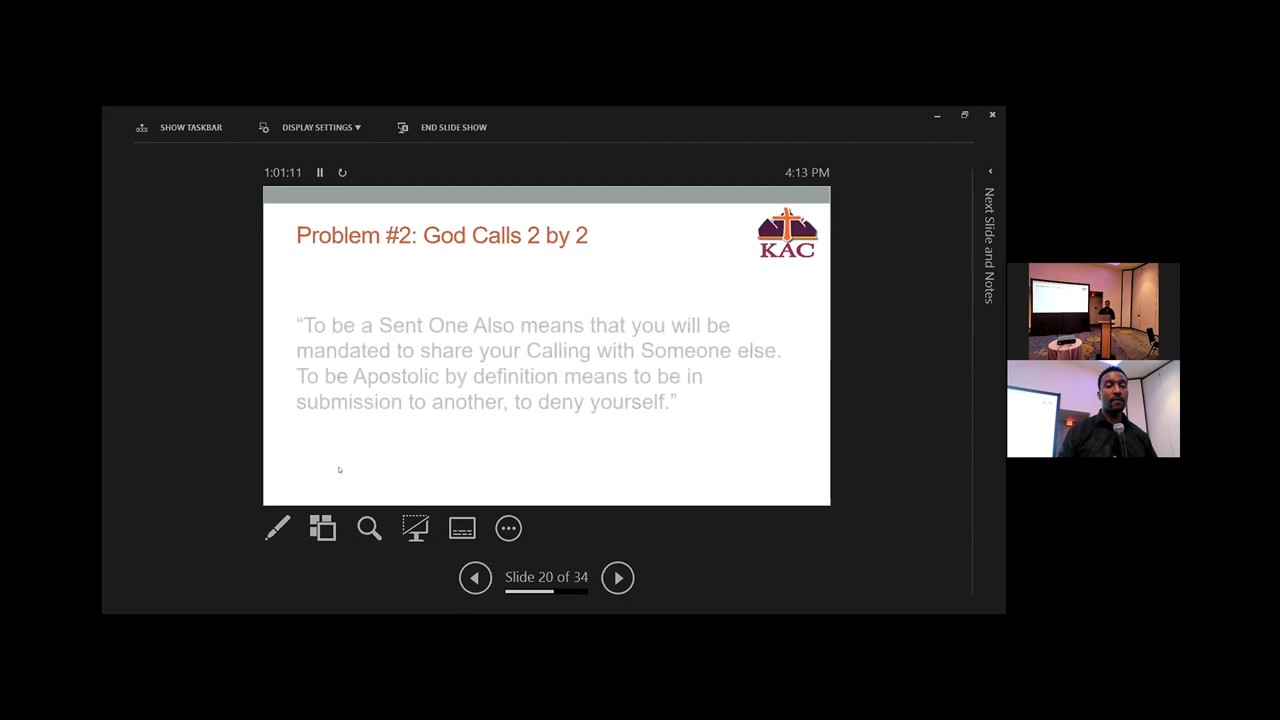 SHOW TASKBAR
DISPLAY SETTINGS ▼
END SLIDE SHOW
1:01:11
4:13 PM
Problem #2: God Calls 2 by 2
KAC
“To be a Sent One Also means that you will be
mandated to share your Calling with Someone else.
To be Apostolic by definition means to be in
submission to another, to deny yourself.”
Next Slide and Notes
Slide 20 of 34